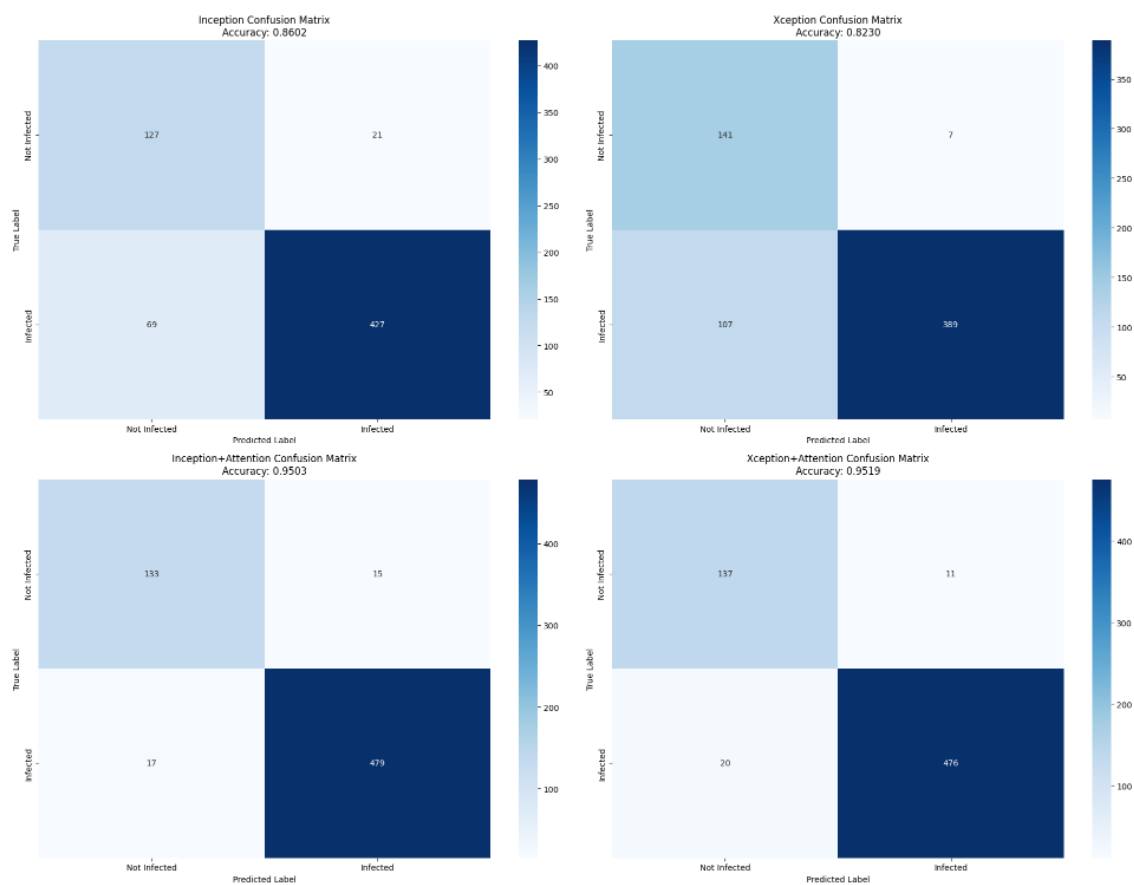 Inception Confusion Matrix
Accuracy: 0.8602
True Label
Not Infected
Infected
127
21
69
427
Not Infected
Infected
Predicted Label
400
350
300
250
200
150
100
50
Xception Confusion Matrix
Accuracy: 0.8230
True Label
Not Infected
Infected
141
7
107
389
Not Infected
Infected
Predicted Label
350
300
250
200
150
100
50
Inception+Attention Confusion Matrix
Accuracy: 0.9503
True Label
Not Infected
Infected
133
15
17
479
Not Infected
Infected
Predicted Label
400
300
200
100
Xception+Attention Confusion Matrix
Accuracy: 0.9519
True Label
Not Infected
Infected
137
11
20
476
Not Infected
Infected
Predicted Label
400
300
200
100